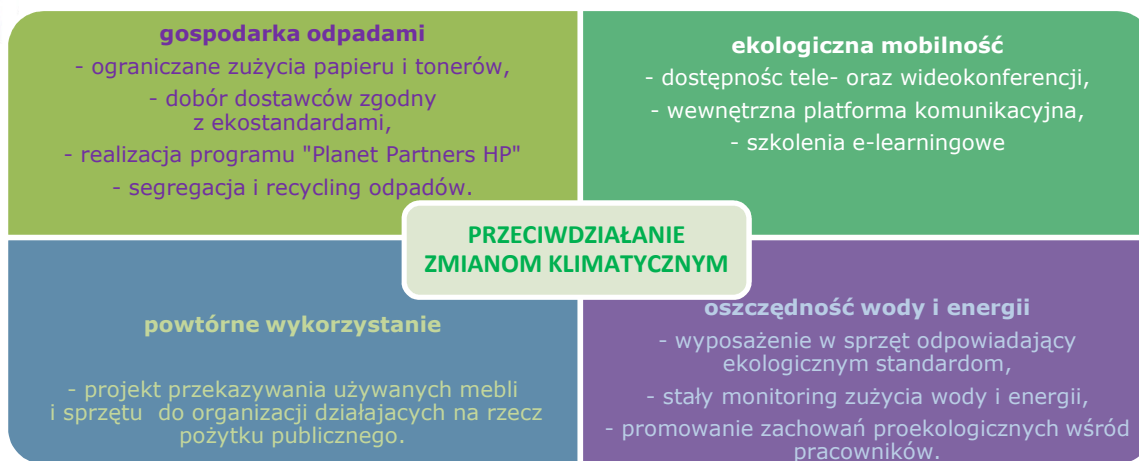 gospodarka odpadami
- ograniczane zużycia papieru i tonerów,
- dobór dostawców zgodny
z ekostandardami,
- realizacja programu "Planet Partners HP"
- segregacja i recycling odpadów.
ekologiczna mobilność
- dostępnośc tele- oraz wideokonferencji,
- wewnętrzna platforma komunikacyjna,
- szkolenia e-learningowe
PRZECIWDZIAŁANIE
ZMIANOM KLIMATYCZNYM
powtórne wykorzystanie
- projekt przekazywania używanych mebli
i sprzętu do organizacji działajacych na rzecz
pożytku publicznego.
oszczędność wody i energii
- wyposażenie w sprzęt odpowiadający
ekologicznym standardom,
- stały monitoring zużycia wody i energii,
- promowanie zachowań proekologicznych wśród
pracowników.